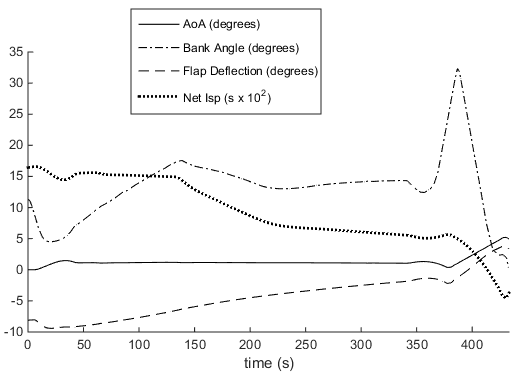 AoA (degrees)
Bank Angle (degrees)
Flap Deflection (degrees)
Net Isp (s x 10²)
35
30
25
20
15
10
5
0
-5
-10
0 50 100 150 200 250 300 350 400
time (s)